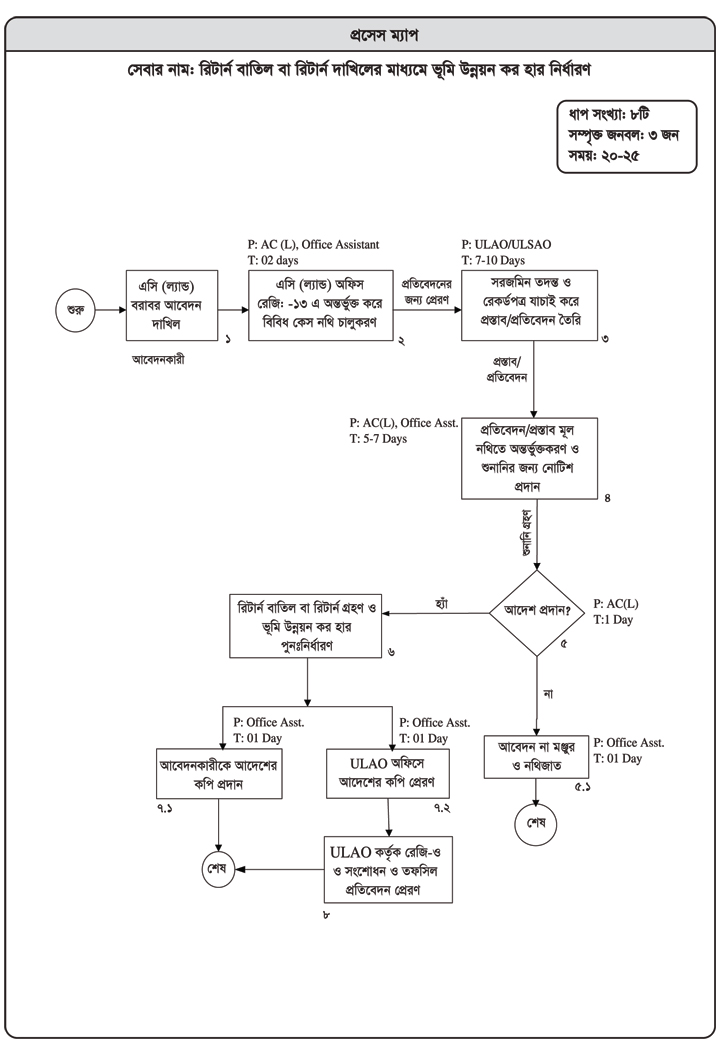 প্রসেস ম্যাপ
সেবার নাম: রিটার্ন বাতিল বা রিটার্ন দাখিলের মাধ্যমে ভূমি উন্নয়ন কর হার নির্ধারণ
ধাপ সংখ্যা: ৮টি
সম্পৃক্ত জনবল: ৩ জন
সময়: ২০-২৫
শুরু
এসি (ল্যান্ড)
বরাবর আবেদন
দাখিল
১
আবেদনকারী
P: AC (L), Office Assistant
T: 02 days
এসি (ল্যান্ড) অফিস
রেজি: -১৩ এ অন্তর্ভুক্ত করে
বিবিধ কেস নথি চালুকরণ
২
প্রতিবেদনের
জন্য প্রেরণ
P: ULAO/ULSAO
T: 7-10 Days
সরজমিন তদন্ত ও
রেকর্ডপত্র যাচাই করে
প্রস্তাব/প্রতিবেদন তৈরি
৩
প্রস্তাব/
প্রতিবেদন
P: AC(L), Office Asst.
T: 5-7 Days
প্রতিবেদন/প্রস্তাব মূল
নথিতে অন্তর্ভুক্তকরণ ও
শুনানির জন্য নোটিশ
প্রদান
৪
শুনানি গ্রহণ
আদেশ প্রদান?
৫
P: AC(L)
T:1 Day
হ্যাঁ
রিটার্ন বাতিল বা রিটার্ন গ্রহণ ও
ভূমি উন্নয়ন কর হার
পুনঃনির্ধারণ
৬
না
P: Office Asst.
T: 01 Day
আবেদনকারীকে আদেশের
কপি প্রদান
৭.১
P: Office Asst.
T: 01 Day
ULAO অফিসে
আদেশের কপি প্রেরণ
৭.২
আবেদন না মঞ্জুর
ও নথিজাত
৫.১
P: Office Asst.
T: 01 Day
শেষ
শেষ
ULAO কর্তৃক রেজি-ও
ও সংশোধন ও তফসিল
প্রতিবেদন প্রেরণ
৮